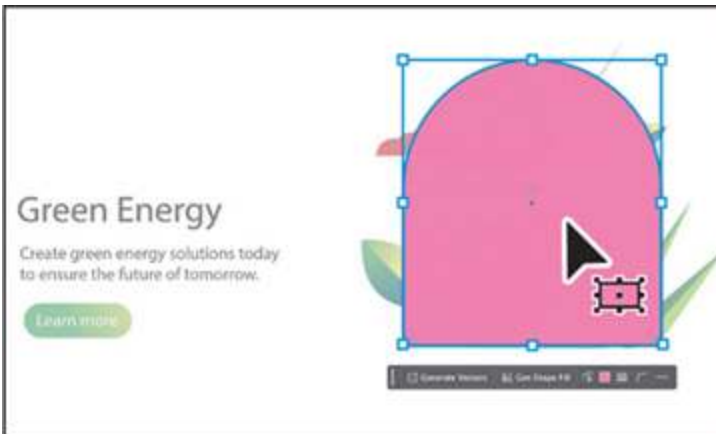 Green Energy
Create green energy solutions today
to ensure the future of tomorrow.
Learn more
Generate Vectors Gen Shape Fill